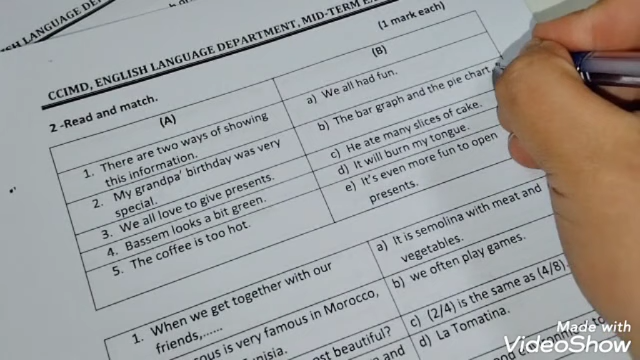 SH LANGUAGE DE
CCIMD, ENGLISH LANGUAGE DEPARTMENT, MID-TERM
(1 mark each)
2 -Read and match.
(A)
(B)
1. There are two ways of showing
this information.
2. My grandpa' birthday was very
special.
3. We all love to give presents.
4. Bassem looks a bit green.
5. The coffee is too hot.
a) We all had fun.
b) The bar graph and the pie chart.
c) He ate many slices of cake.
d) It will burn my tongue.
e) It's even more fun to open
presents.
1. When we get together with our
friends,......
is very famous in Morocco,
beautiful?
and
a) It is semolina with meat and
vegetables.
b) we often play games.
c) (2/4) is the same as (4/8).
d) La Tomatina.
to
Made with
VideoShow